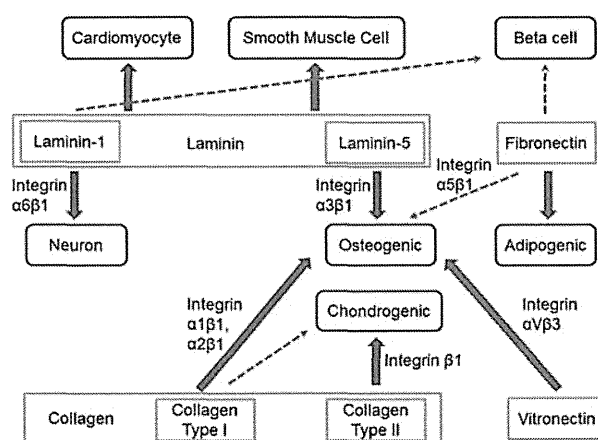 Cardiomyocyte
Smooth Muscle Cell
Beta cell
Laminin-1
Laminin
Laminin-5
Fibronectin
Integrin
α6β1
Integrin
α3β1
Integrin
α5β1
Neuron
Osteogenic
Adipogenic
Integrin
α1β1,
α2β1
Chondrogenic
Integrin
αVβ3
Integrin β1
Collagen
Collagen
Type I
Collagen
Type II
Vitronectin